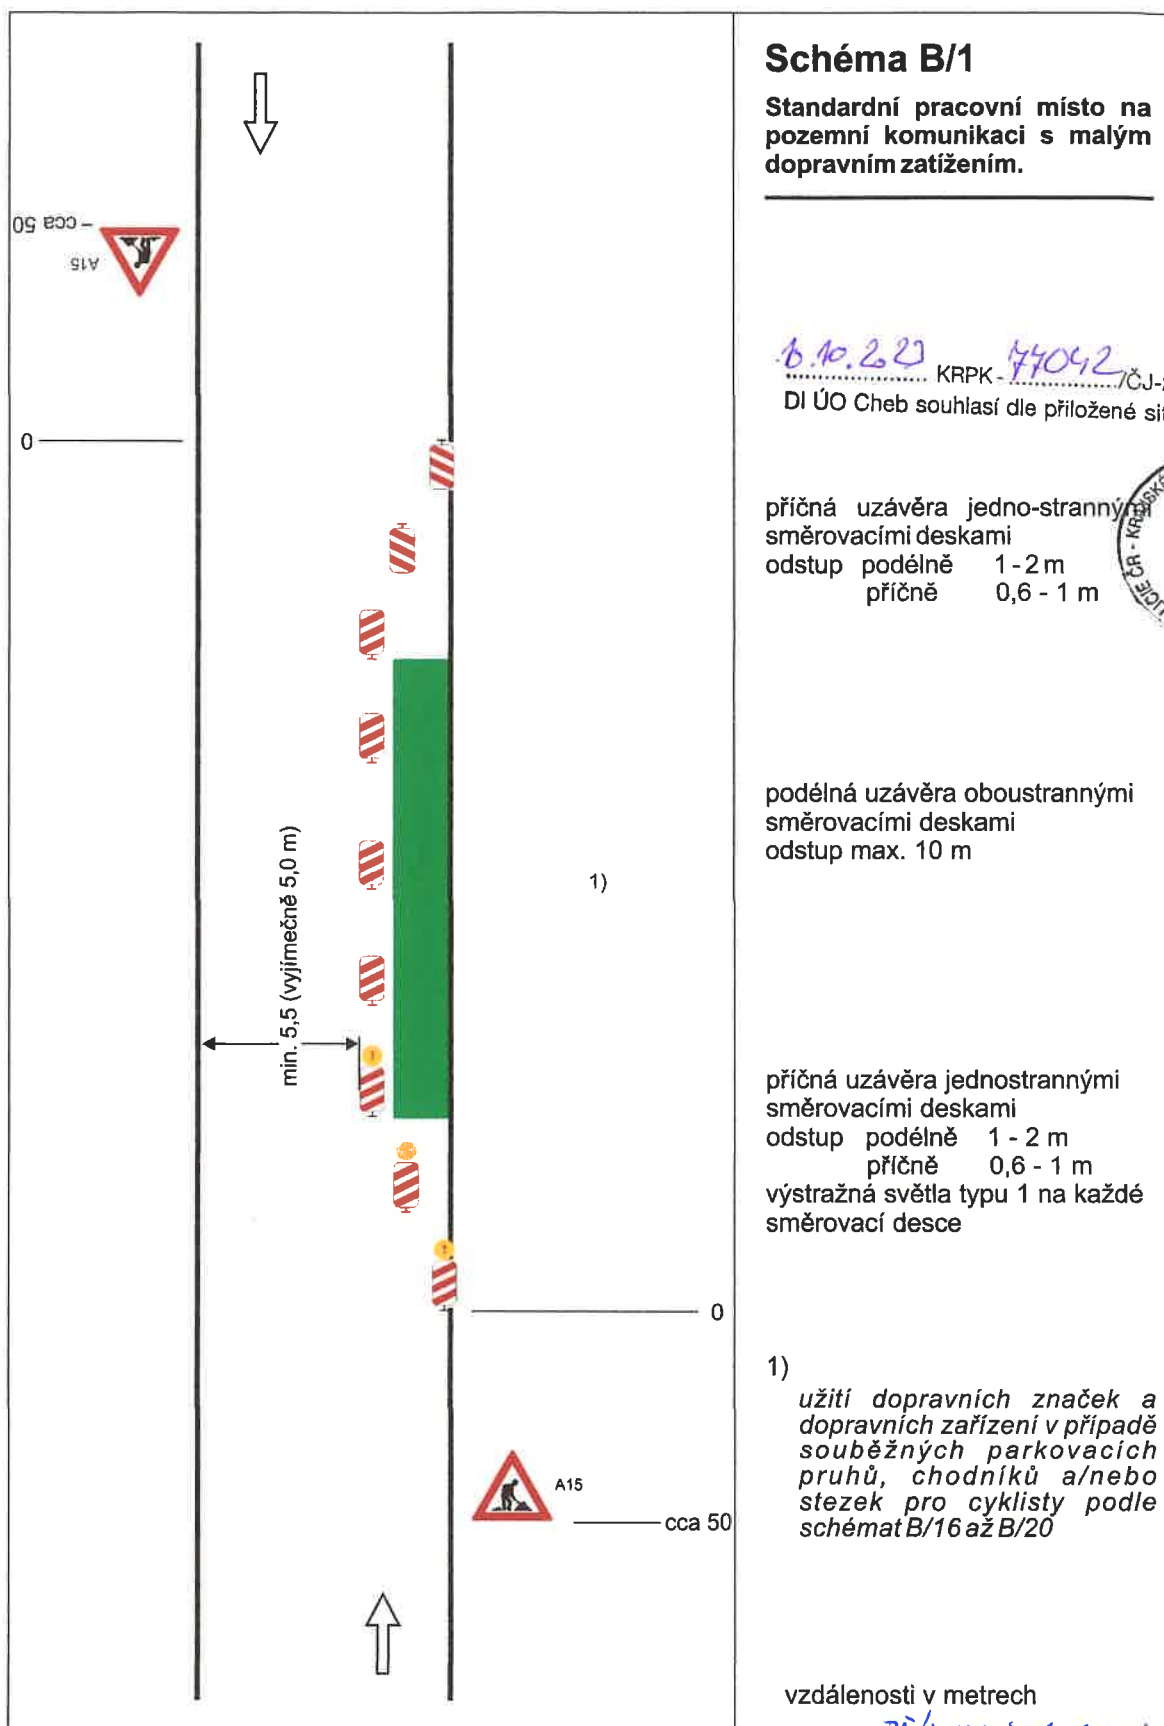 Schéma B/1
Standardní pracovní místo na
pozemní komunikaci s malým
dopravním zatížením.
cca 50
A15
KRPK - 77042/ČJ-
DI ÚO Cheb souhlasí dle přiložené
0
příčná uzávěra jedno-stranným
směrovacími deskami
odstup podélně 1 - 2 m
příčně 0,6 - 1 m
podélná uzávěra oboustrannými
směrovacími deskami
odstup max. 10 m
1)
min. 5,5 (vyjímečně 5,0 m)
příčná uzávěra jednostrannými
směrovacími deskami
odstup podélně 1 - 2 m
příčně 0,6 - 1 m
výstražná světla typu 1 na každé
směrovací desce
0
1)
užití dopravních značek a
dopravních zařízení v případě
souběžných parkovacích
pruhů, chodníků a/nebo
stezek pro cyklisty podle
schémat B/16 až B/20
A15
cca 50
vzdálenosti v metrech